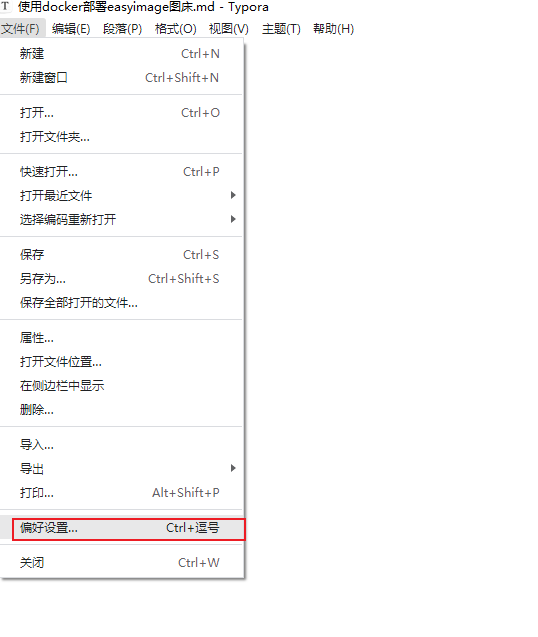 T 使用docker部署easyimage图床.md - Typora
文件(F) 编辑(E) 段落(P) 格式(O) 视图(V) 主题(T) 帮助(H)
新建 Ctrl+N
新建窗口 Ctrl+Shift+N
打开... Ctrl+O
打开文件夹...
快速打开... Ctrl+P
打开最近文件
选择编码重新打开
保存 Ctrl+S
另存为... Ctrl+Shift+S
保存全部打开的文件...
属性...
打开文件位置...
在侧边栏中显示
删除...
导入...
导出
打印... Alt+Shift+P
偏好设置... Ctrl+逗号
关闭 Ctrl+W